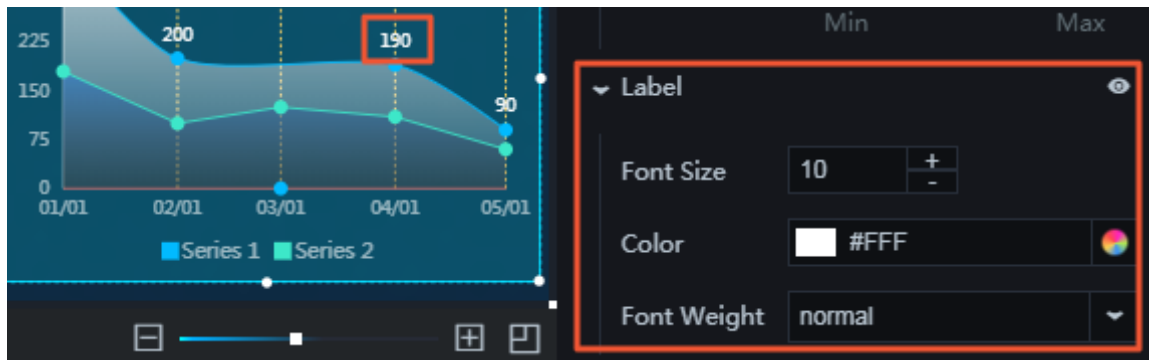 225
200
190
150
90
75
0
01/01 02/01 03/01 04/01 05/01
Series 1 Series 2
Min Max
Label
Font Size 10 + -
Color #FFF
Font Weight normal